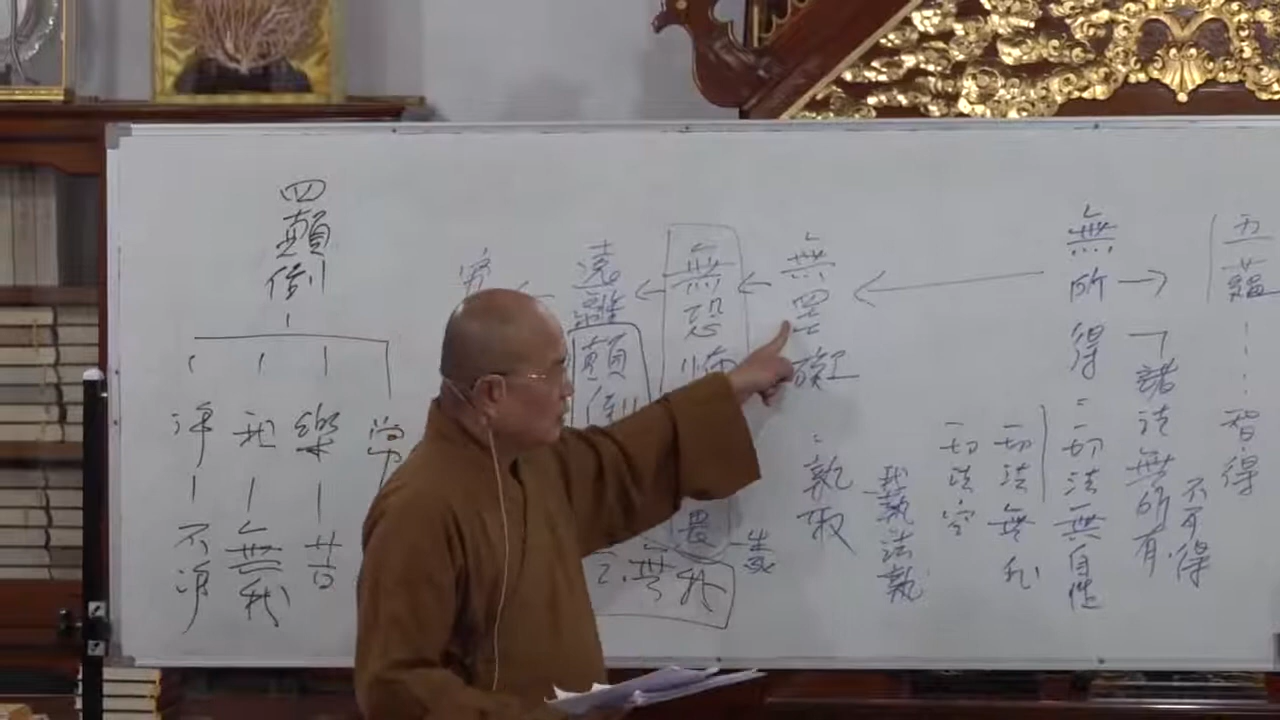 五蘊
智得
無所得
諸法無所有
不可得
一切法無自性
一切法無我
一切法空
無罣礙
執取
我執法執
無恐怖
畏
遠離顛倒
究
四顛倒
常
樂
苦
我
無我
淨
不淨